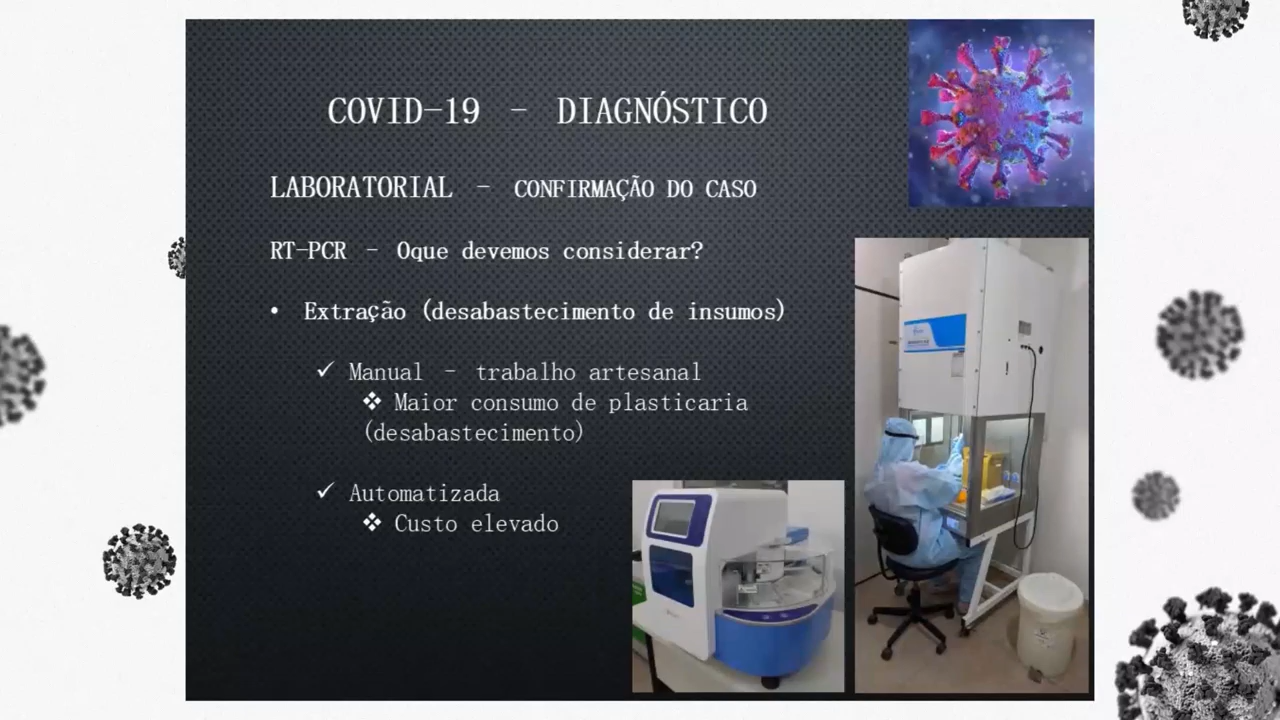 COVID-19 - DIAGNÓSTICO
LABORATORIAL - CONFIRMAÇÃO DO CASO
RT-PCR - Oque devemos considerar?
• Extração (desabastecimento de insumos)
✓ Manual - trabalho artesanal
❖ Maior consumo de plasticaria
(desabastecimento)
✓ Automatizada
❖ Custo elevado